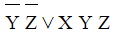 Y̅ Z̅ ∨ X Y Z